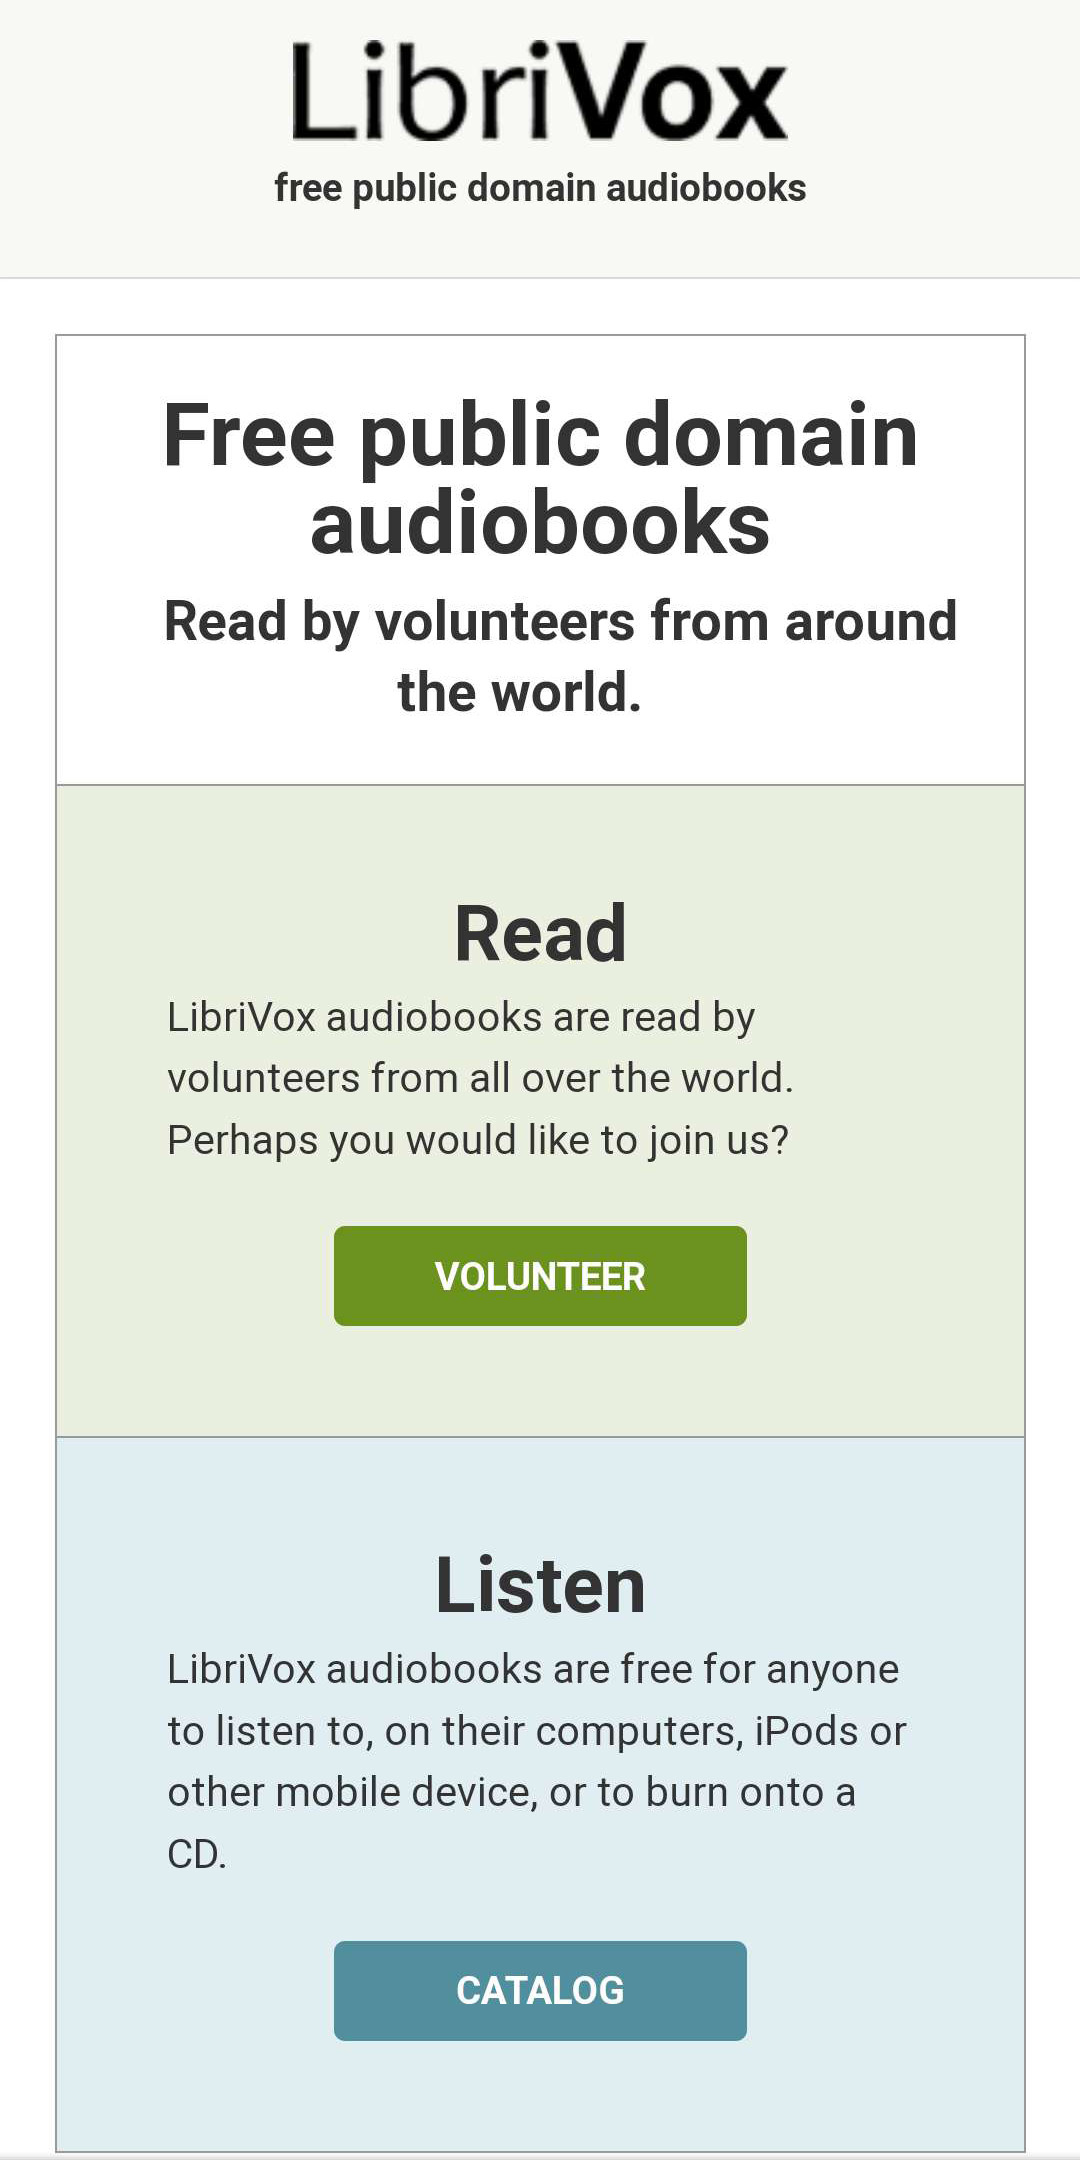 LibriVox
free public domain audiobooks
Free public domain
audiobooks
Read by volunteers from around
the world.
Read
LibriVox audiobooks are read by
volunteers from all over the world.
Perhaps you would like to join us?
VOLUNTEER
Listen
LibriVox audiobooks are free for anyone
to listen to, on their computers, iPods or
other mobile device, or to burn onto a
CD.
CATALOG